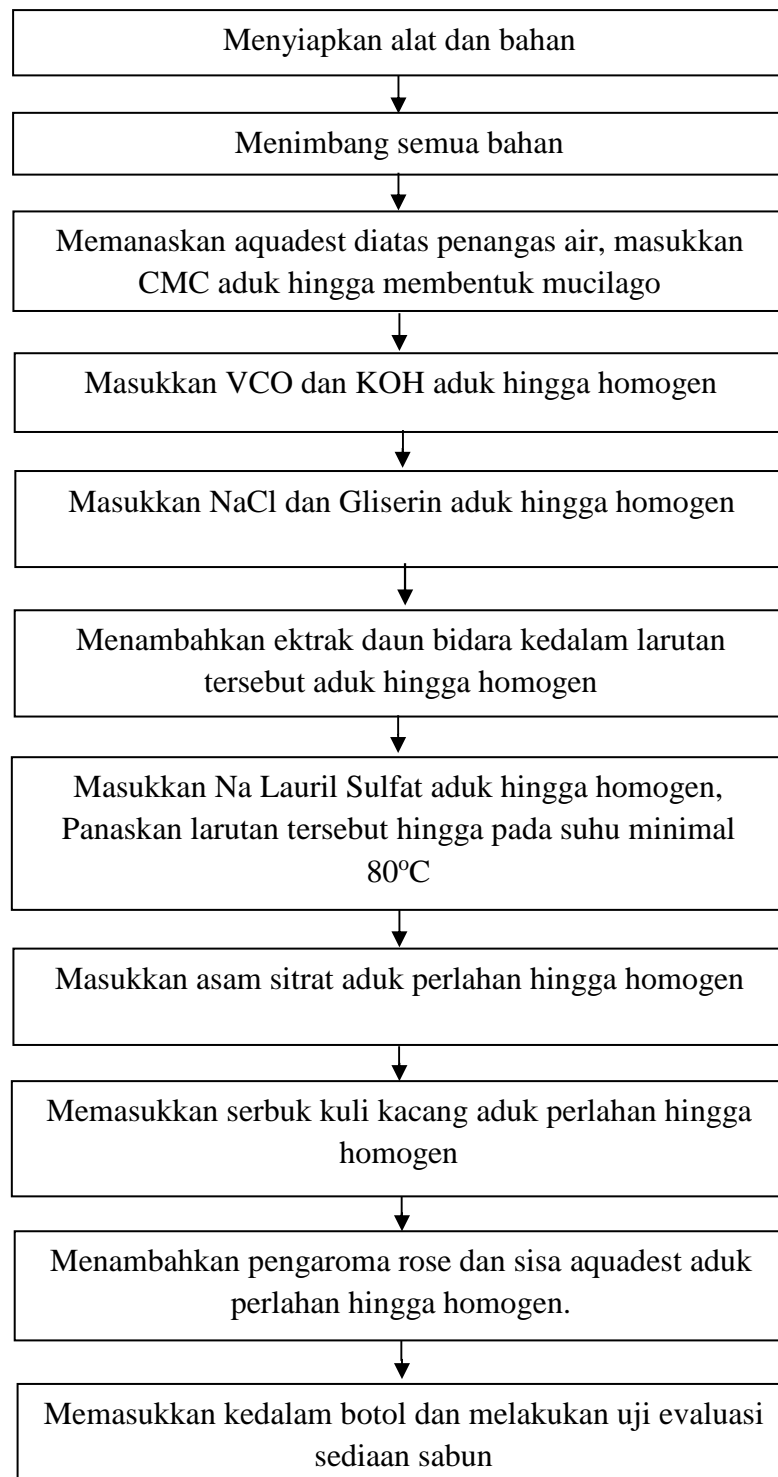 Menyiapkan alat dan bahan
Menimbang semua bahan
Memanaskan aquadest diatas penangas air, masukkan
CMC aduk hingga membentuk mucilago
Masukkan VCO dan KOH aduk hingga homogen
Masukkan NaCl dan Gliserin aduk hingga homogen
Menambahkan ektrak daun bidara kedalam larutan
tersebut aduk hingga homogen
Masukkan Na Lauril Sulfat aduk hingga homogen,
Panaskan larutan tersebut hingga pada suhu minimal
80ºC
Masukkan asam sitrat aduk perlahan hingga homogen
Memasukkan serbuk kuli kacang aduk perlahan hingga
homogen
Menambahkan pengaroma rose dan sisa aquadest aduk
perlahan hingga homogen.
Memasukkan kedalam botol dan melakukan uji evaluasi
sediaan sabun